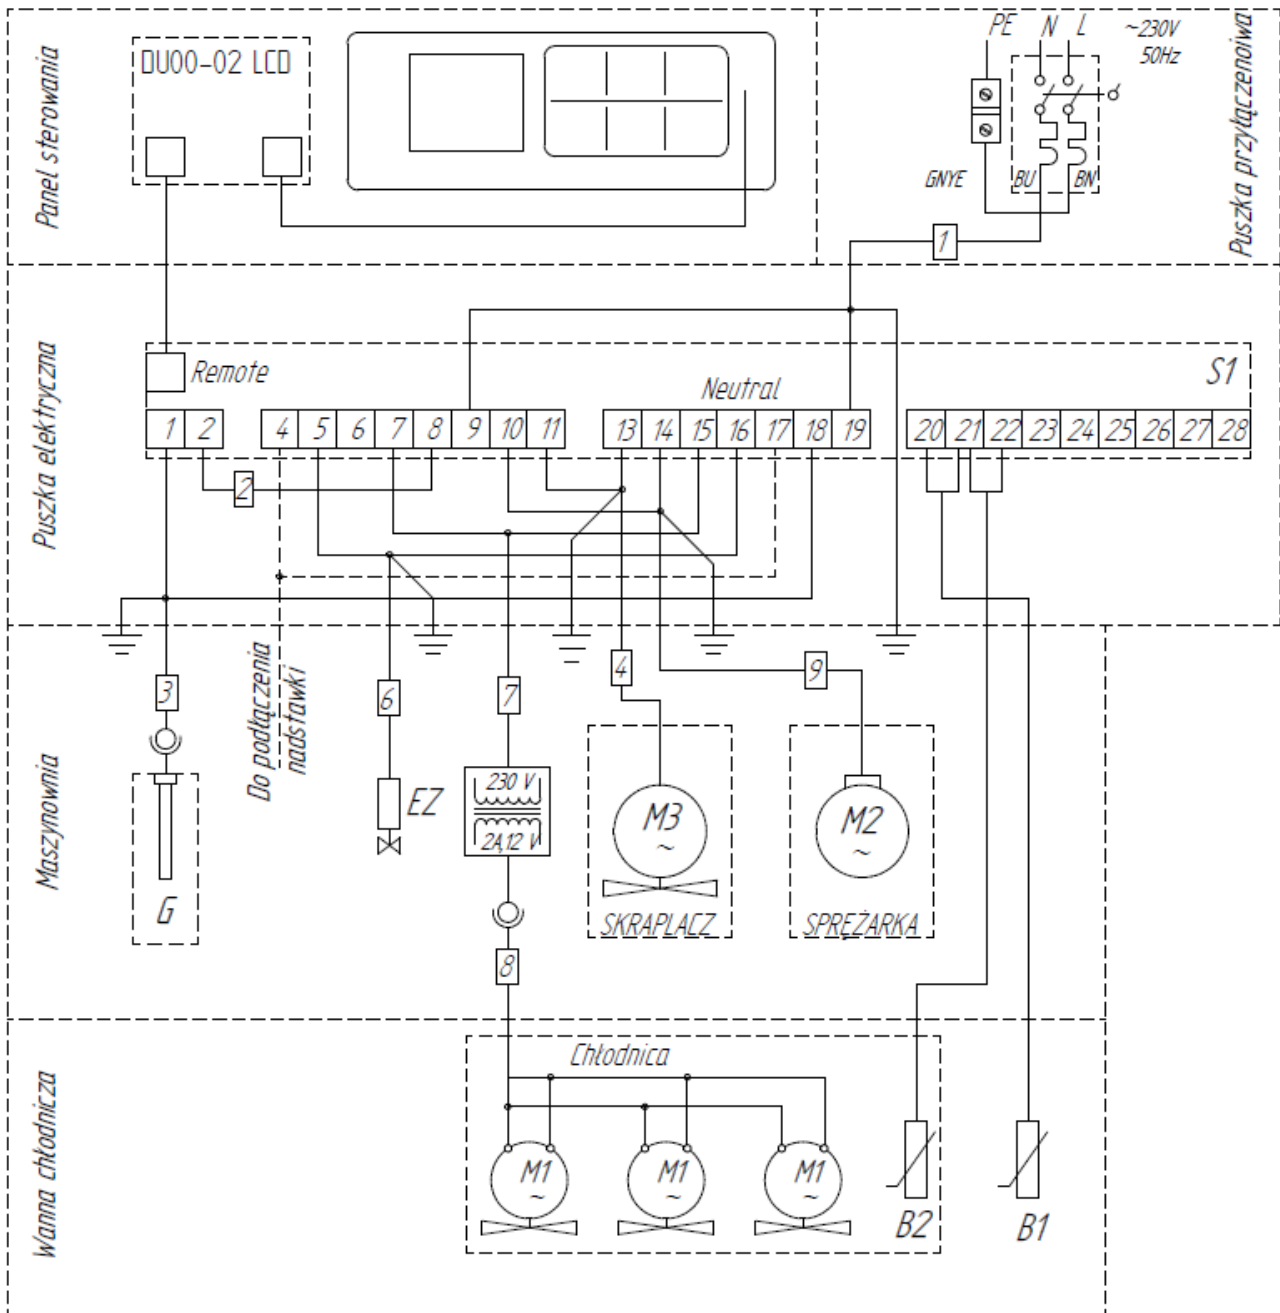 Panel sterowania
DU00-02 LCD
PE N L ~230V
50Hz
GNYE BU BN
Puszka przyłączenoiwa
1
Puszka elektryczna
Remote
Neutral
S1
1 2 4 5 6 7 8 9 10 11 13 14 15 16 17 18 19 20 21 22 23 24 25 26 27 28
2
Maszynownia
3
G
Do podłączenia
nadstawki
6
EZ
7
230 V
2A,12 V
8
4
M3
~
SKRAPLACZ
9
M2
~
SPRĘŻARKA
Wanna chłodnicza
Chłodnica
M1 M1 M1
~ ~ ~
B2
B1